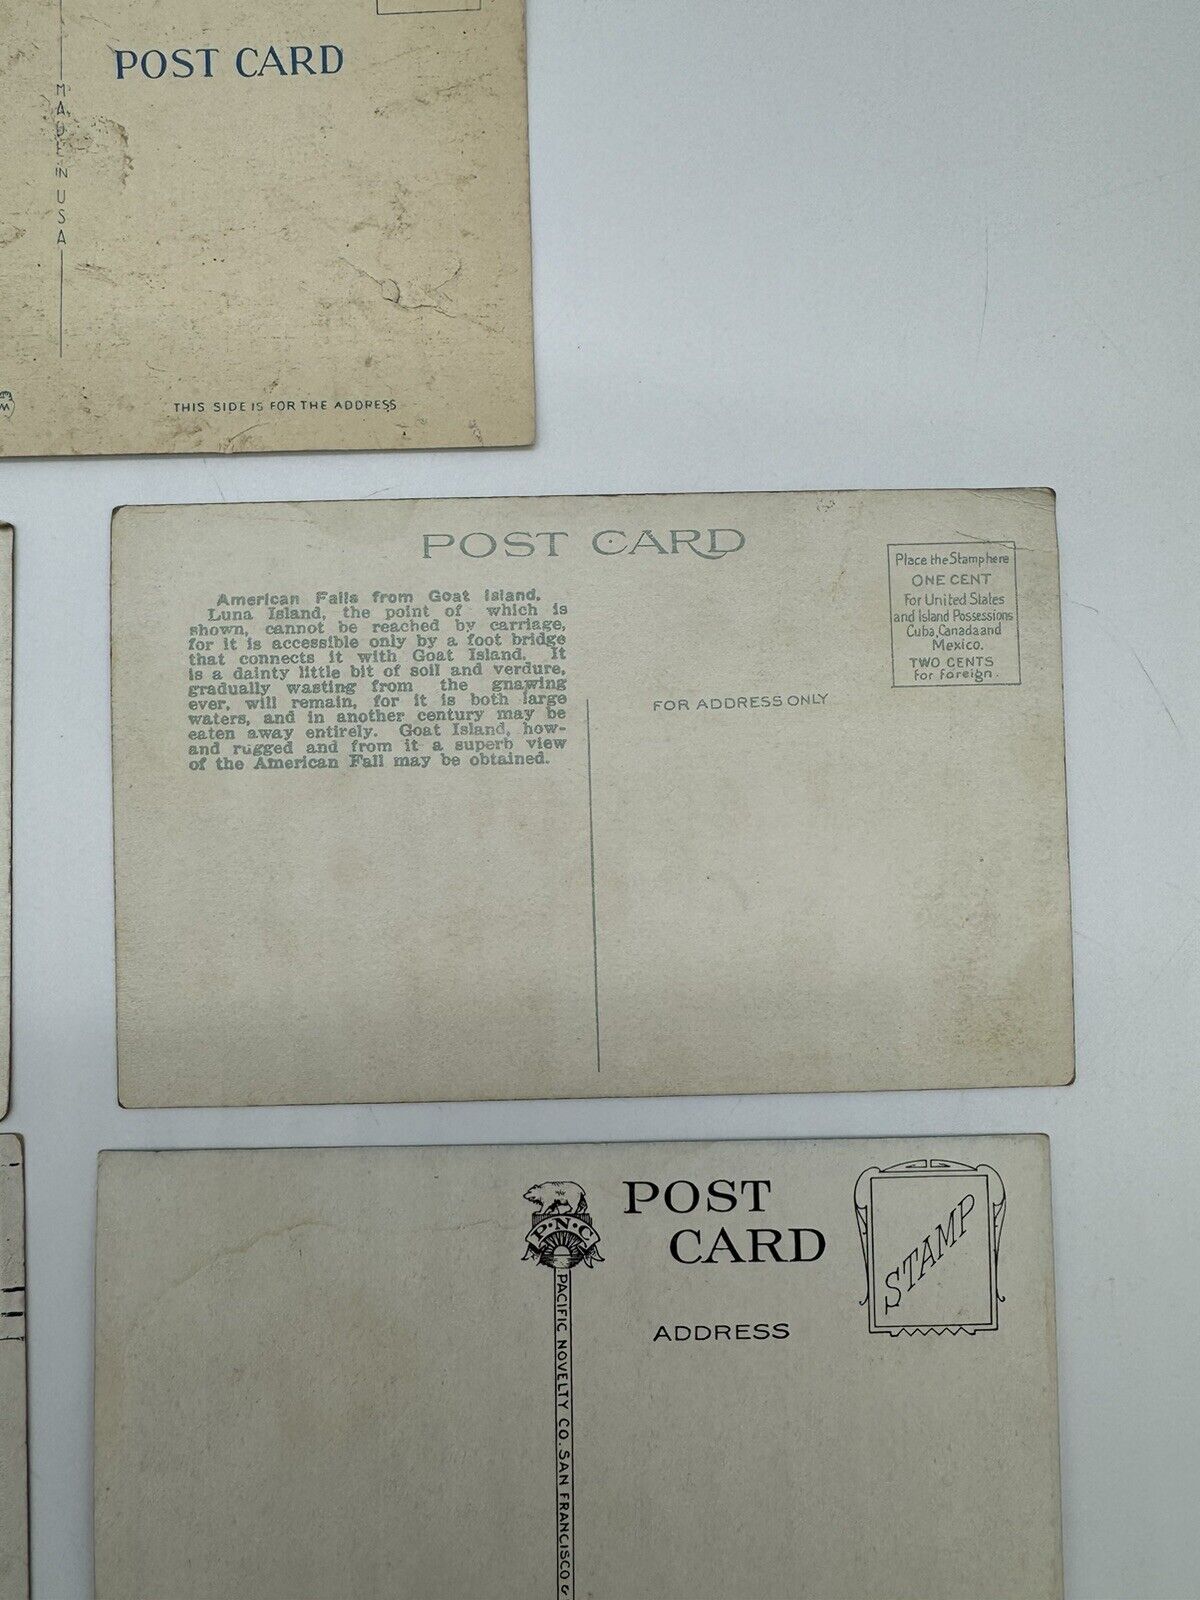 POST CARD
MADE IN USA
THIS SIDE IS FOR THE ADDRESS
POST CARD
American Falls from Goat Island.
Luna Island, the point of which is
shown, cannot be reached by carriage,
for it is accessible only by a foot bridge
that connects it with Goat Island. It
is a dainty little bit of soil and verdure,
gradually wasting from the gnawing
ever, will remain, for it is both large
waters, and in another century may be
eaten away entirely. Goat Island, how-
and rugged and from it a superb view
of the American Fall may be obtained.
Place the Stamp here
ONE CENT
For United States
and Island Possessions
Cuba, Canada and
Mexico.
TWO CENTS
for foreign.
FOR ADDRESS ONLY
P.N.C.
PACIFIC NOVELTY CO. SAN FRANCISCO &
POST
CARD
ADDRESS
STAMP